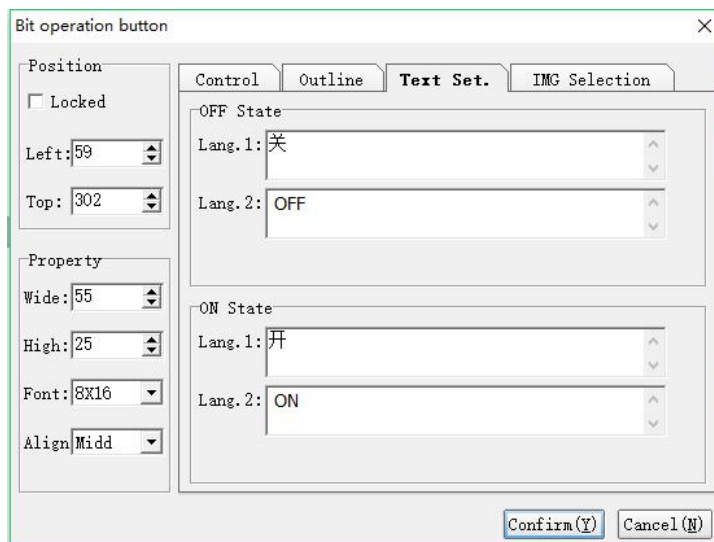 Bit operation button
Position
Locked
Left: 59
Top: 302
Property
Wide: 55
High: 25
Font: 8X16
Align Midd
Control Outline Text Set. IMG Selection
OFF State
Lang.1: 关
Lang.2: OFF
ON State
Lang.1: 开
Lang.2: ON
Confirm(Y) Cancel(N)